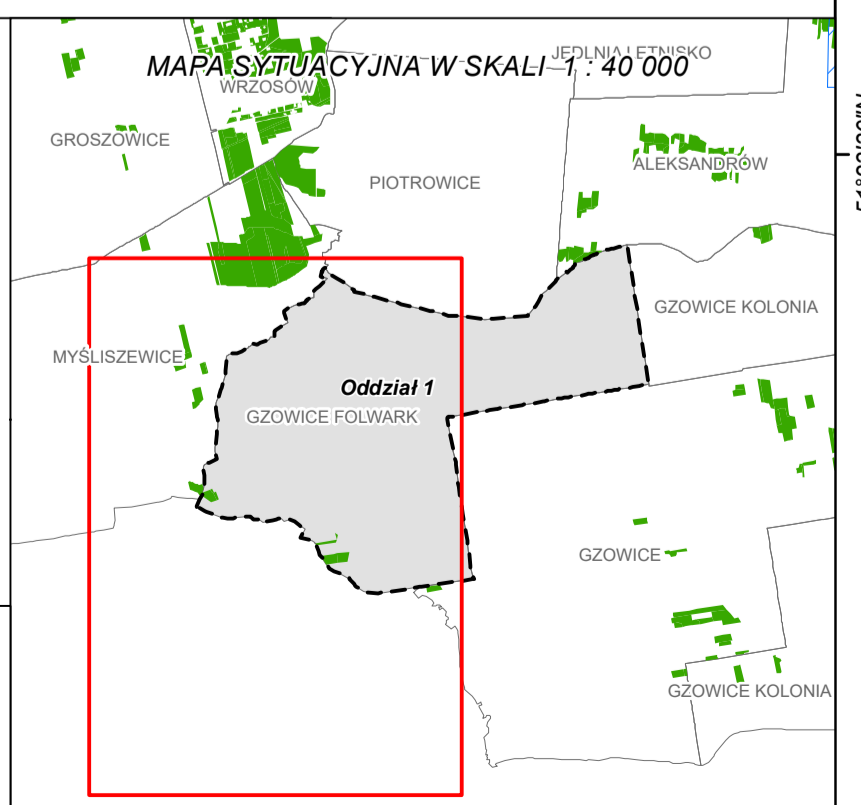 MAPA SYTUACYJNA W SKALI 1 : 40 000
JEDLNIA LETNISKO
WRZOSÓW
GROSZOWICE
ALEKSANDRÓW
PIOTROWICE
GZOWICE KOLONIA
MYŚLISZEWICE
Oddział 1
GZOWICE FOLWARK
GZOWICE
GZOWICE KOLONIA